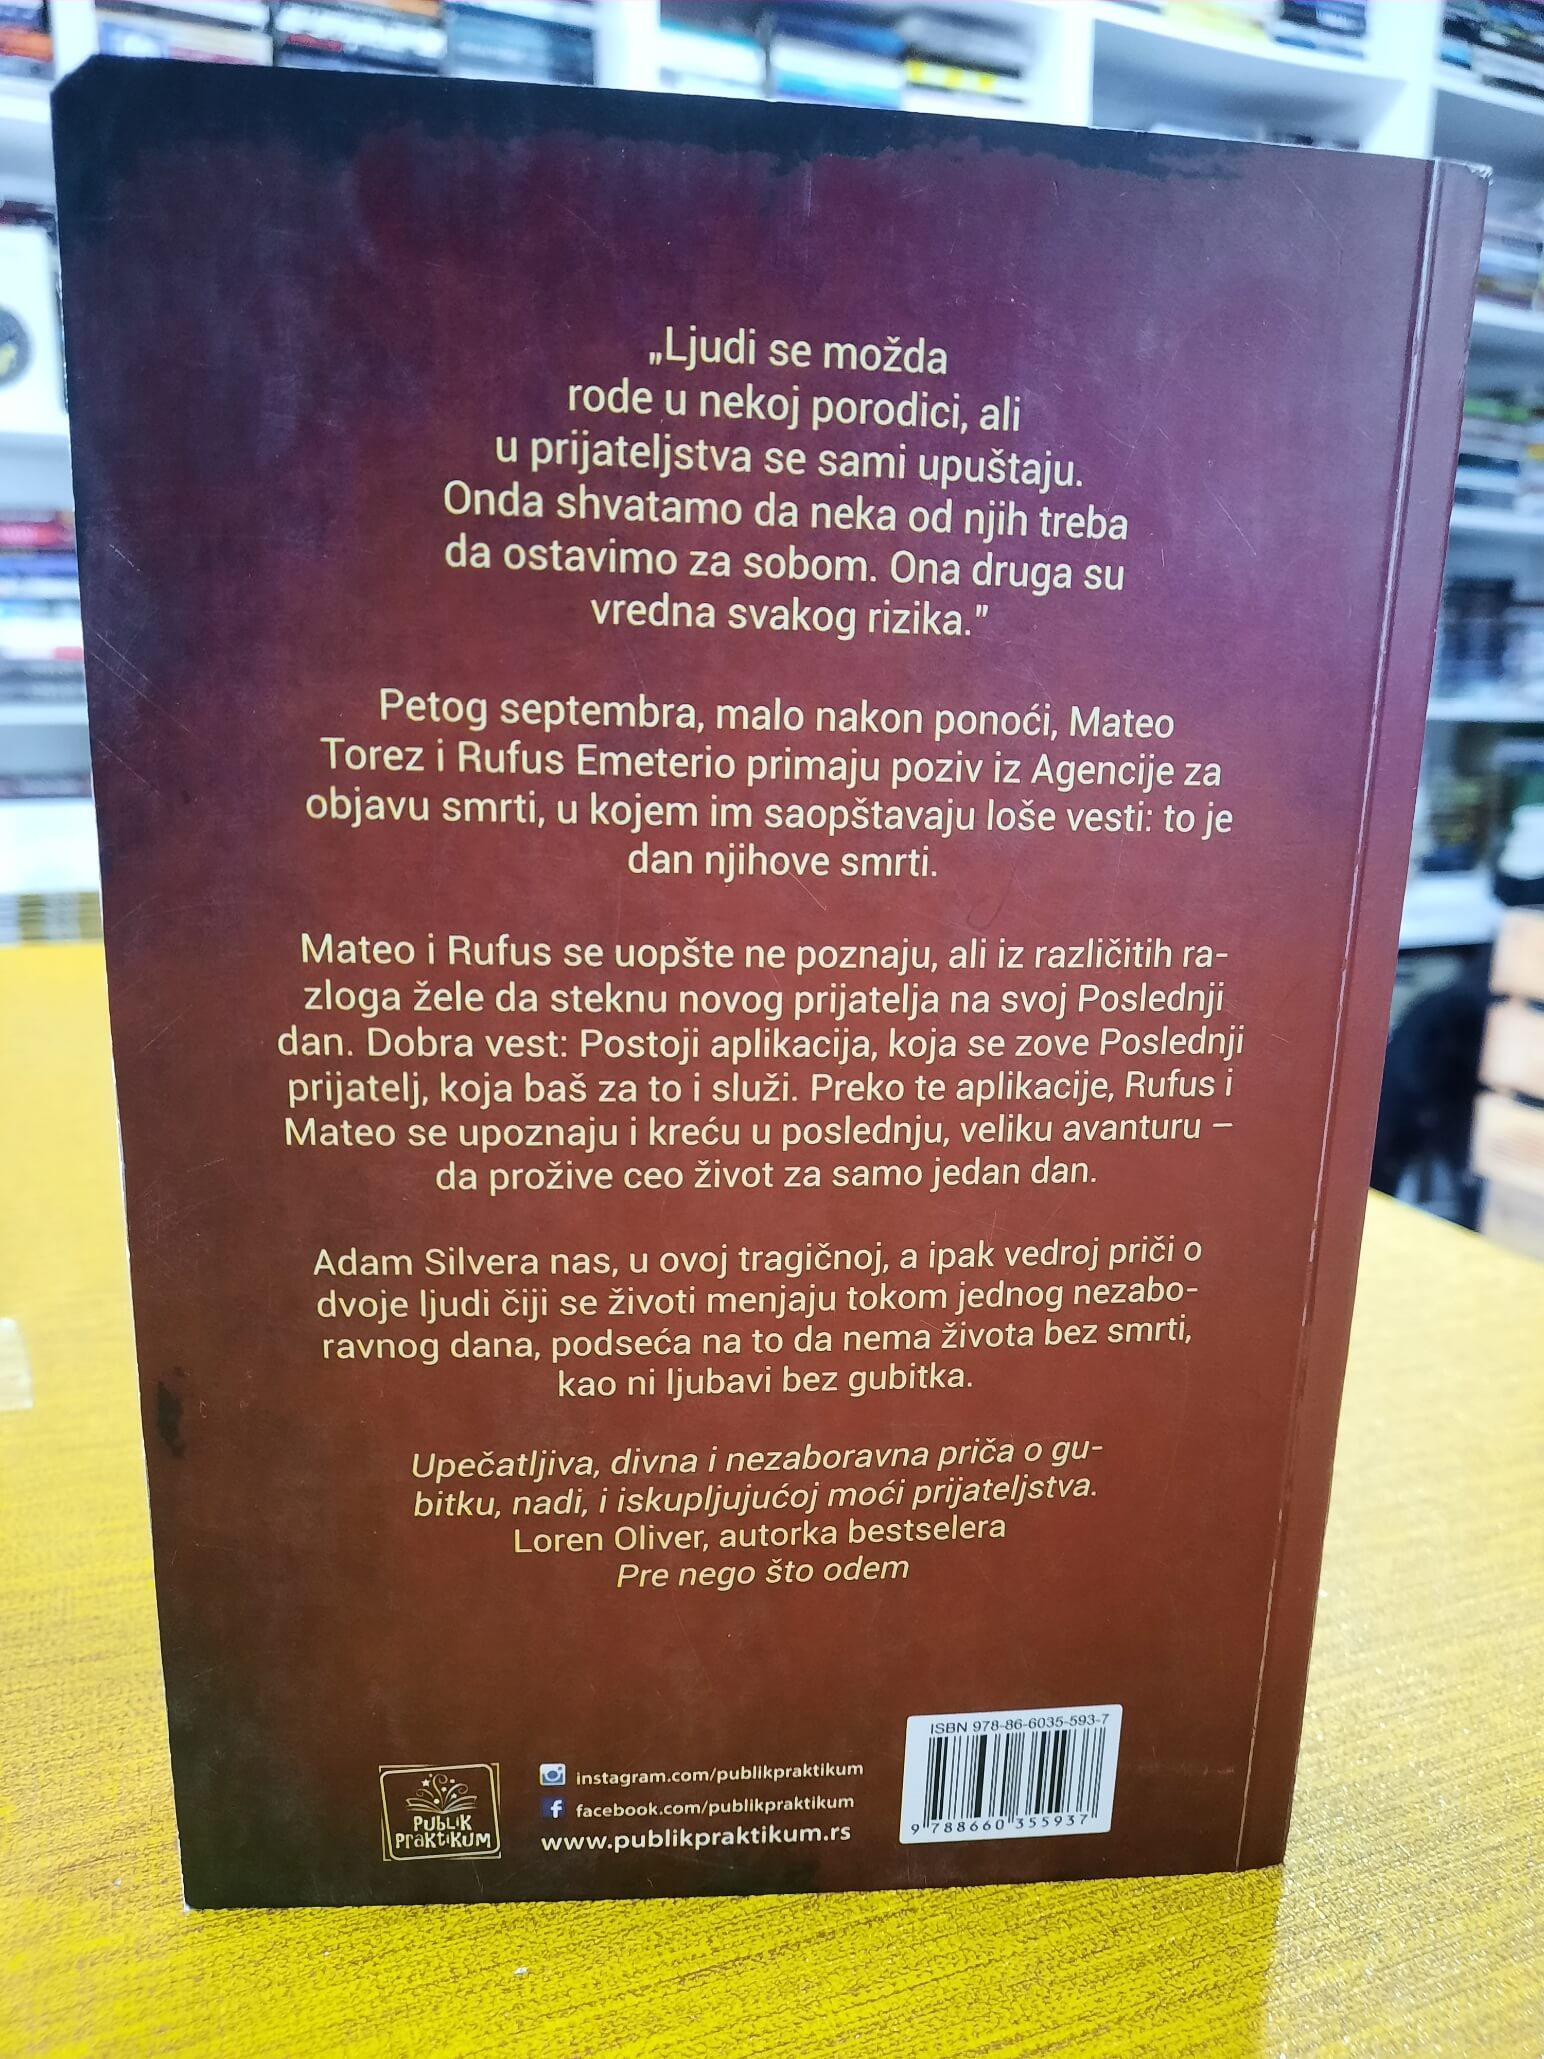 „Ljudi se možda
rode u nekoj porodici, ali
u prijateljstva se sami upuštaju.
Onda shvatamo da neka od njih treba
da ostavimo za sobom. Ona druga su
vredna svakog rizika.”
Petog septembra, malo nakon ponoći, Mateo
Torez i Rufus Emeterio primaju poziv iz Agencije za
objavu smrti, u kojem im saopštavaju loše vesti: to je
dan njihove smrti.
Mateo i Rufus se uopšte ne poznaju, ali iz različitih ra-
zloga žele da steknu novog prijatelja na svoj Poslednji
dan. Dobra vest: Postoji aplikacija, koja se zove Poslednji
prijatelj, koja baš za to i služi. Preko te aplikacije, Rufus i
Mateo se upoznaju i kreću u poslednju, veliku avanturu –
da prožive ceo život za samo jedan dan.
Adam Silvera nas, u ovoj tragičnoj, a ipak vedroj priči o
dvoje ljudi čiji se životi menjaju tokom jednog nezabo-
ravnog dana, podseća na to da nema života bez smrti,
kao ni ljubavi bez gubitka.
Upečatljiva, divna i nezaboravna priča o gu-
bitku, nadi, i iskupljujućoj moći prijateljstva.
Loren Oliver, autorka bestselera
Pre nego što odem
PUBLIK
PRAKTIKUM
instagram.com/publikpraktikum
facebook.com/publikpraktikum
www.publikpraktikum.rs
ISBN 978-86-6035-593-7
9 788660 355937